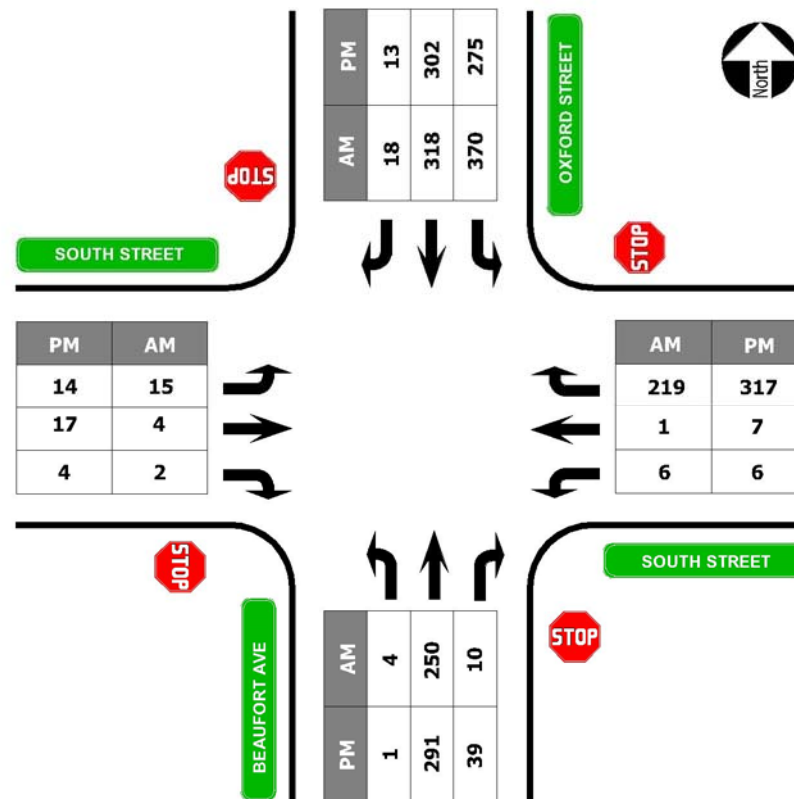 PM 13 302 275
AM 18 318 370
OXFORD STREET
North
STOP
SOUTH STREET
STOP
PM AM
14 15
17 4
4 2
AM PM
219 317
1 7
6 6
STOP
SOUTH STREET
BEAUFORT AVE
AM 4 250 10
PM 1 291 39
STOP